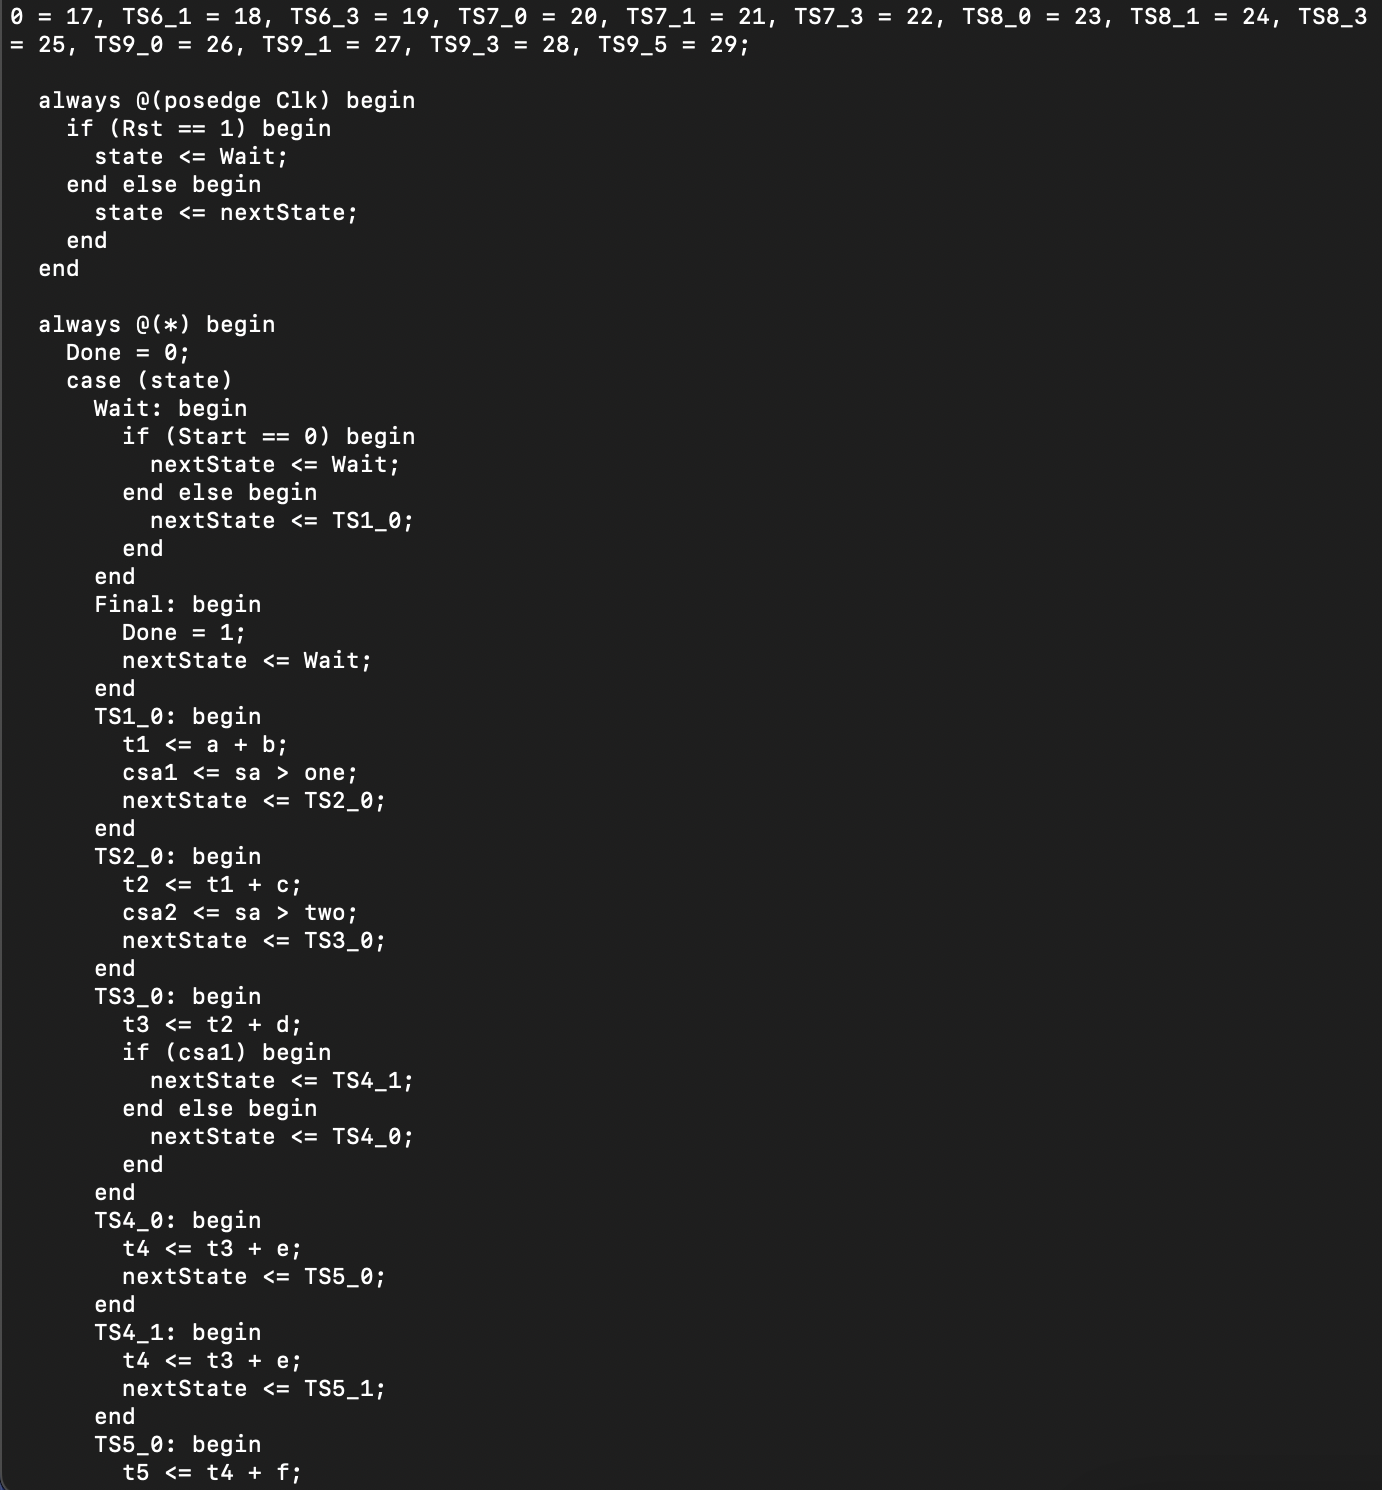 0 = 17, TS6_1 = 18, TS6_3 = 19, TS7_0 = 20, TS7_1 = 21, TS7_3 = 22, TS8_0 = 23, TS8_1 = 24, TS8_3
= 25, TS9_0 = 26, TS9_1 = 27, TS9_3 = 28, TS9_5 = 29;

  always @(posedge Clk) begin
    if (Rst == 1) begin
      state <= Wait;
    end else begin
      state <= nextState;
    end
  end

  always @(*) begin
    Done = 0;
    case (state)
      Wait: begin
        if (Start == 0) begin
          nextState <= Wait;
        end else begin
          nextState <= TS1_0;
        end
      end
      Final: begin
        Done = 1;
        nextState <= Wait;
      end
      TS1_0: begin
        t1 <= a + b;
        csa1 <= sa > one;
        nextState <= TS2_0;
      end
      TS2_0: begin
        t2 <= t1 + c;
        csa2 <= sa > two;
        nextState <= TS3_0;
      end
      TS3_0: begin
        t3 <= t2 + d;
        if (csa1) begin
          nextState <= TS4_1;
        end else begin
          nextState <= TS4_0;
        end
      end
      TS4_0: begin
        t4 <= t3 + e;
        nextState <= TS5_0;
      end
      TS4_1: begin
        t4 <= t3 + e;
        nextState <= TS5_1;
      end
      TS5_0: begin
        t5 <= t4 + f;